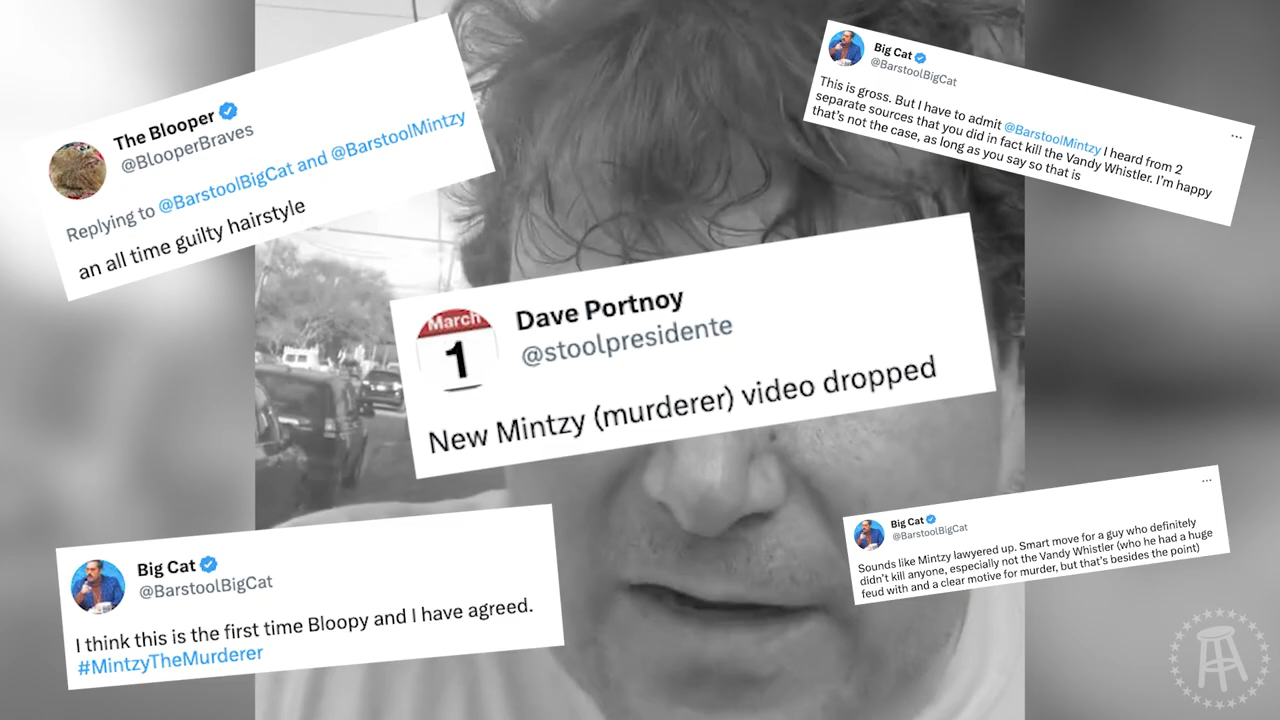 The Blooper
@BlooperBraves
Replying to @BarstoolBigCat and @BarstoolMintzy
an all time guilty hairstyle
Big Cat
@BarstoolBigCat
This is gross. But I have to admit @BarstoolMintzy I heard from 2
separate sources that you did in fact kill the Vandy Whistler. I'm happy
that's not the case, as long as you say so that is
March
1
Dave Portnoy
@stoolpresidente
New Mintzy (murderer) video dropped
Big Cat
@BarstoolBigCat
I think this is the first time Bloopy and I have agreed.
#MintzyTheMurderer
Big Cat
@BarstoolBigCat
Sounds like Mintzy lawyered up. Smart move for a guy who definitely
didn't kill anyone, especially not the Vandy Whistler (who he had a huge
feud with and a clear motive for murder, but that's besides the point)